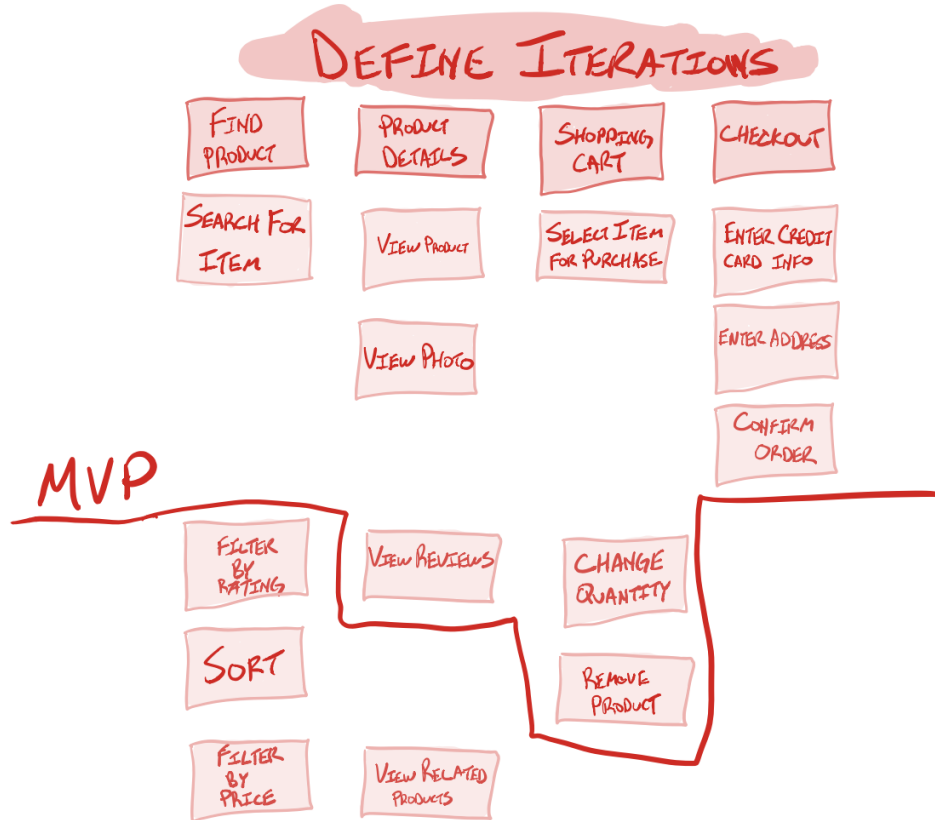 DEFINE ITERATIONS
FIND
PRODUCT
PRODUCT
DETAILS
SHOPPING
CART
CHECKOUT
SEARCH FOR
ITEM
VIEW PRODUCT
SELECT ITEM
FOR PURCHASE
ENTER CREDIT
CARD INFO
VIEW PHOTO
ENTER ADDRESS
CONFIRM
ORDER
MVP
FILTER
BY
RATING
VIEW REVIEWS
CHANGE
QUANTITY
SORT
REMOVE
PRODUCT
FILTER
BY
PRICE
VIEW RELATED
PRODUCTS